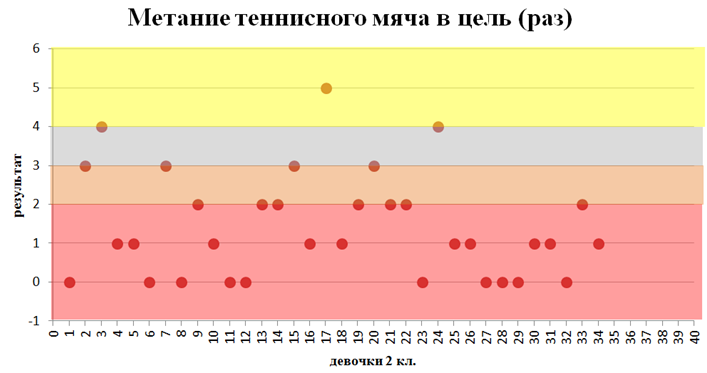 Метание теннисного мяча в цель (раз)
6
5
4
3
2
1
0
-1
результат
0 1 2 3 4 5 6 7 8 9 10 11 12 13 14 15 16 17 18 19 20 21 22 23 24 25 26 27 28 29 30 31 32 33 34 35 36 37 38 39 40
девочки 2 кл.